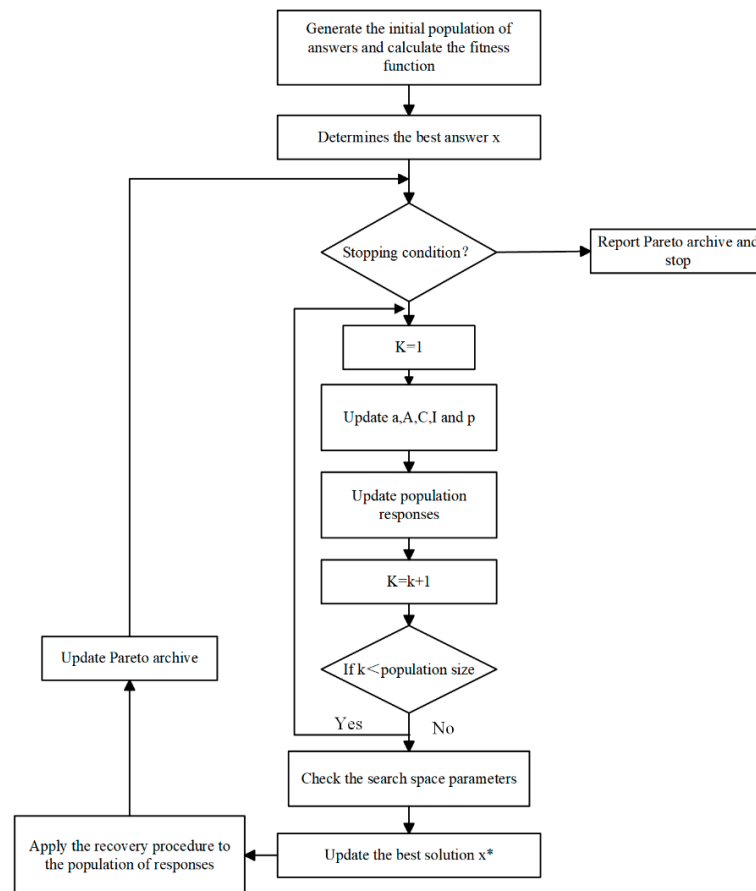 Generate the initial population of
answers and calculate the fitness
function
Determines the best answer x
Stopping condition?
Report Pareto archive and
stop
K=1
Update a,A,C,I and p
Update population
responses
K=k+1
If k<population size
Yes
No
Check the search space parameters
Update the best solution x*
Apply the recovery procedure to
the population of responses
Update Pareto archive